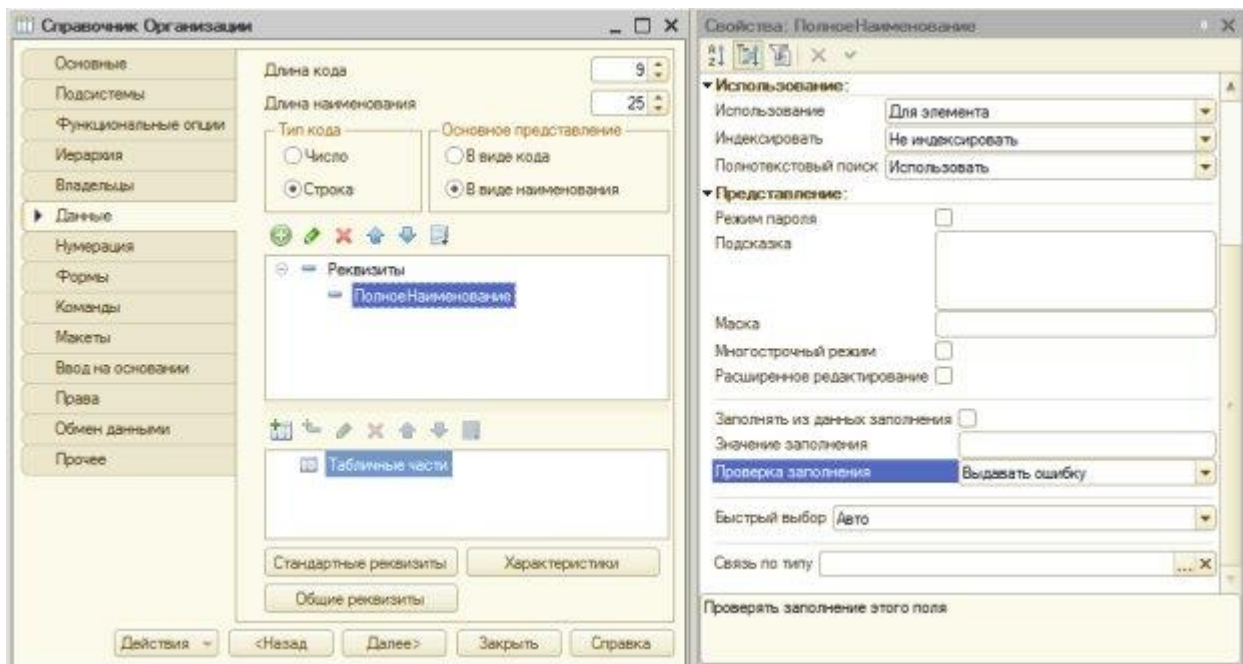 Справочник Организации
Основные
Подсистемы
Функциональные опции
Иерархия
Владельцы
Данные
Нумерация
Формы
Команды
Макеты
Ввод на основании
Права
Обмен данными
Прочее
Длина кода 9
Длина наименования 25
Тип кода
Число
Строка
Основное представление
В виде кода
В виде наименования
Реквизиты
ПолноеНаименование
Табличные части
Стандартные реквизиты Характеристики
Общие реквизиты
Действия <Назад Далее> Закрыть Справка
Свойства: ПолноеНаименование
Использование:
Использование Для элемента
Индексировать Не индексировать
Полнотекстовый поиск Использовать
Представление:
Режим пароля
Подсказка
Маска
Многострочный режим
Расширенное редактирование
Заполнять из данных заполнения
Значение заполнения
Проверка заполнения Выдавать ошибку
Быстрый выбор Авто
Связь по типу ...
Проверять заполнение этого поля